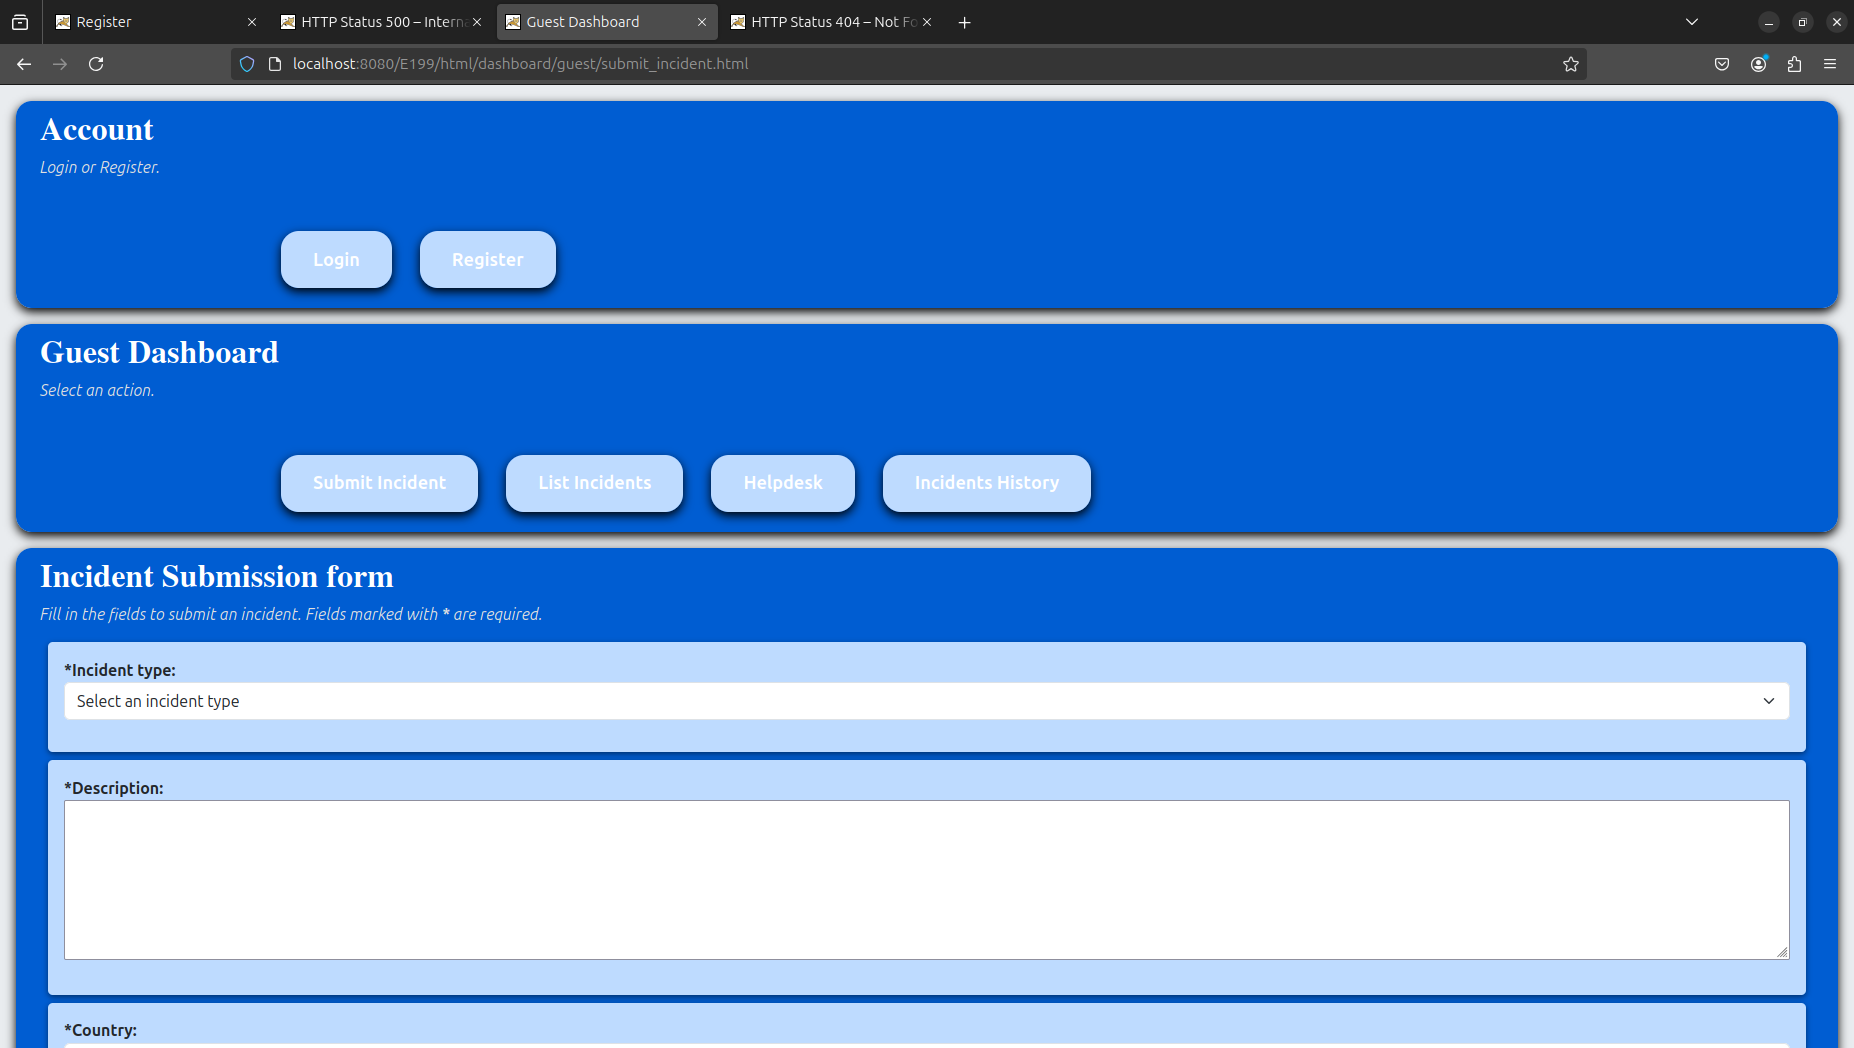 Register
HTTP Status 500 – Intern
Guest Dashboard
HTTP Status 404 – Not Fo
localhost:8080/E199/html/dashboard/guest/submit_incident.html
Account
Login or Register.
Login
Register
Guest Dashboard
Select an action.
Submit Incident
List Incidents
Helpdesk
Incidents History
Incident Submission form
Fill in the fields to submit an incident. Fields marked with * are required.
*Incident type:
Select an incident type
*Description:
*Country: